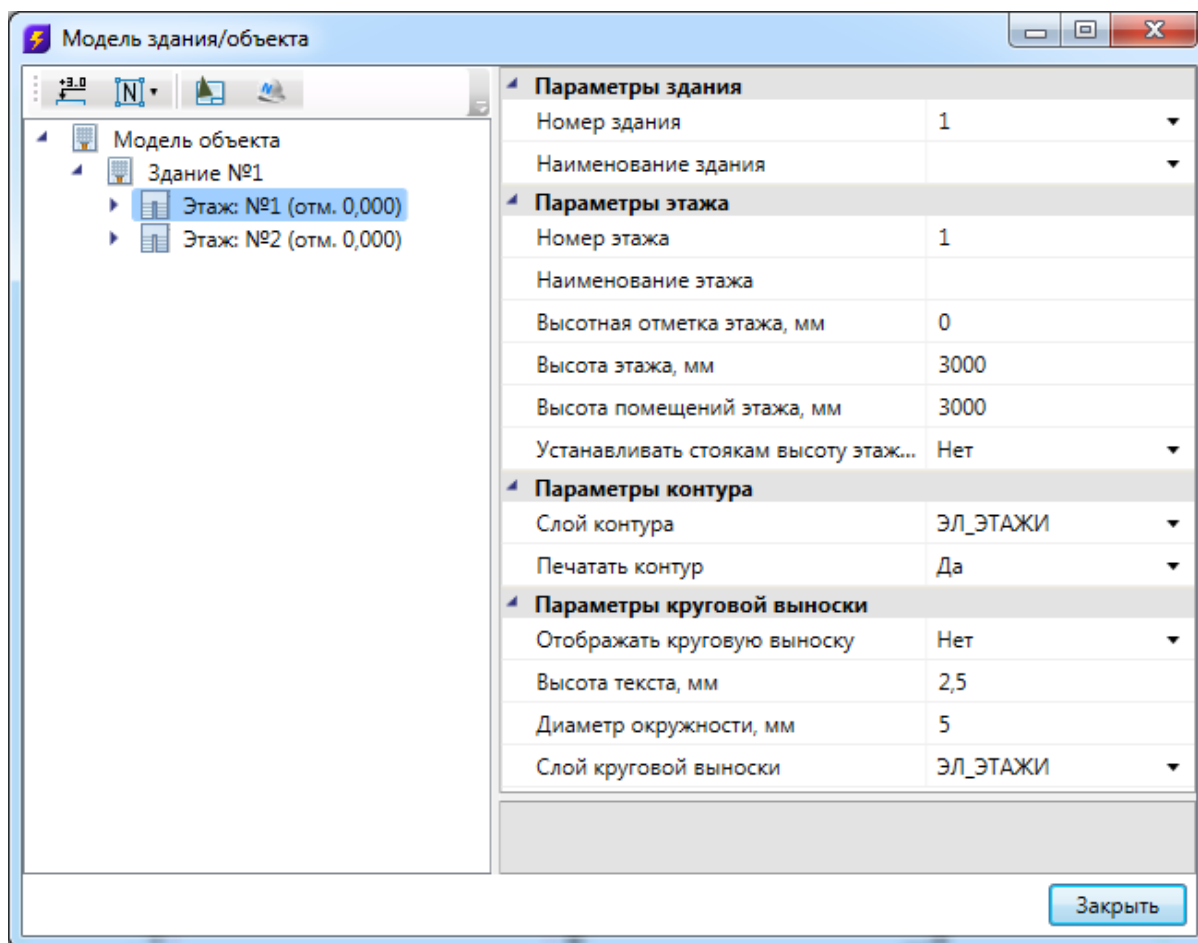 Модель здания/объекта
+3.0
N
Модель объекта
Здание №1
Этаж: №1 (отм. 0,000)
Этаж: №2 (отм. 0,000)
Параметры здания
Номер здания 1
Наименование здания
Параметры этажа
Номер этажа 1
Наименование этажа
Высотная отметка этажа, мм 0
Высота этажа, мм 3000
Высота помещений этажа, мм 3000
Устанавливать стоякам высоту этаж... Нет
Параметры контура
Слой контура ЭЛ_ЭТАЖИ
Печатать контур Да
Параметры круговой выноски
Отображать круговую выноску Нет
Высота текста, мм 2,5
Диаметр окружности, мм 5
Слой круговой выноски ЭЛ_ЭТАЖИ
Закрыть